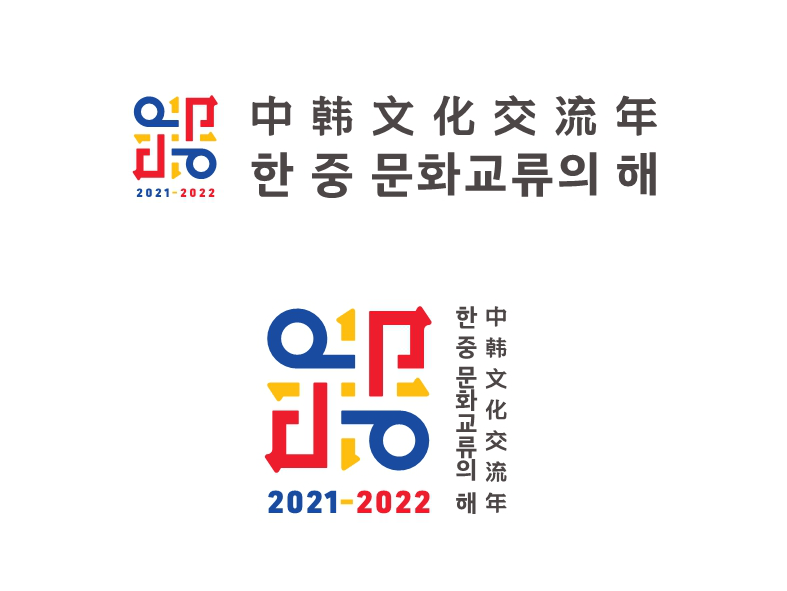 中韩文化交流年
한 중 문화교류의 해
2021-2022
한 중 문화교류의 해
中韩文化交流年
2021-2022